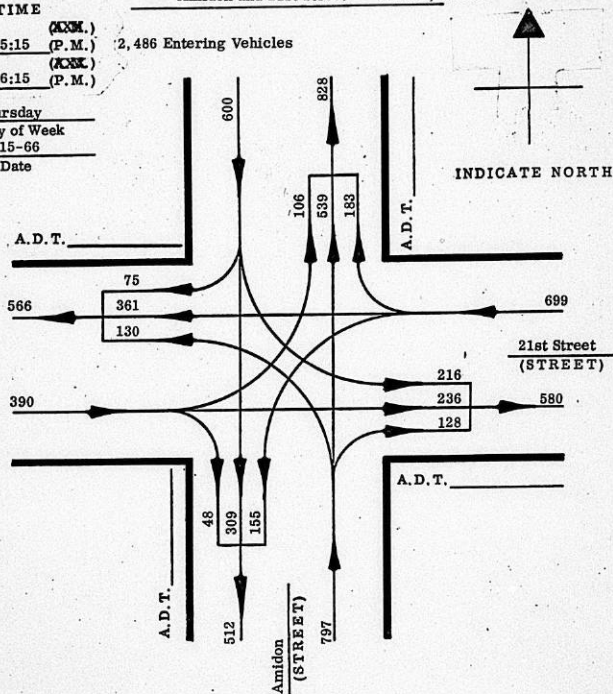 TIME
(A.M.)
5:15 (P.M.)
2,486 Entering Vehicles
(A.M.)
6:15 (P.M.)
ursday
y of Week
15-66
Date
INDICATE NORTH
600
828
106
539
183
A.D.T.
A.D.T.
75
566
361
130
699
21st Street
(STREET)
390
216
236
580
128
A.D.T.
48
309
155
A.D.T.
512
Amidon
(STREET)
797